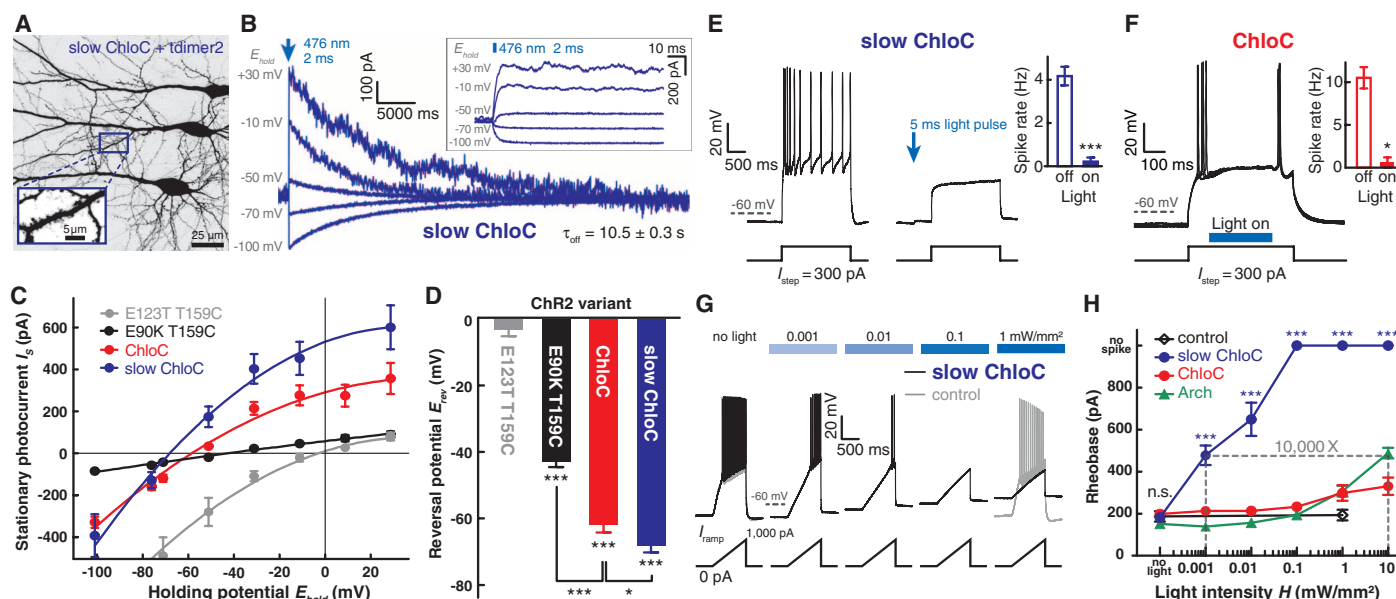 A
slow ChloC + tdimer2
5 µm
25 µm
B
476 nm
2 ms
E_hold
+30 mV
-10 mV
-50 mV
-70 mV
-100 mV
100 pA
5000 ms
E_hold
476 nm 2 ms
10 ms
200 pA
+30 mV
-10 mV
-50 mV
-70 mV
-100 mV
slow ChloC
τoff = 10.5 ± 0.3 s
C
Stationary photocurrent Is (pA)
600
400
200
0
-200
-400
E123T T159C
E90K T159C
ChloC
slow ChloC
-100 -80 -60 -40 -20 0 20 40
Holding potential Ehold (mV)
D
ChR2 variant
Reversal potential Erev (mV)
0
-20
-40
-60
-80
E123T T159C
E90K T159C
ChloC
slow ChloC
***
***
***
***
*
E
slow ChloC
20 mV
500 ms
-60 mV
5 ms light pulse
Istep = 300 pA
Spike rate (Hz)
4
2
0
***
off on
Light
F
ChloC
20 mV
100 ms
-60 mV
Light on
Istep = 300 pA
Spike rate (Hz)
10
5
0
*
off on
Light
G
no light
0.001
0.01
0.1
1 mW/mm²
slow ChloC
control
20 mV
500 ms
-60 mV
Iramp
1,000 pA
0 pA
H
Rheobase (pA)
no spike
800
600
400
200
0
control
slow ChloC
ChloC
Arch
n.s.
***
***
***
***
***
10,000 X
no light
0.001 0.01 0.1 1 10
Light intensity H (mW/mm²)